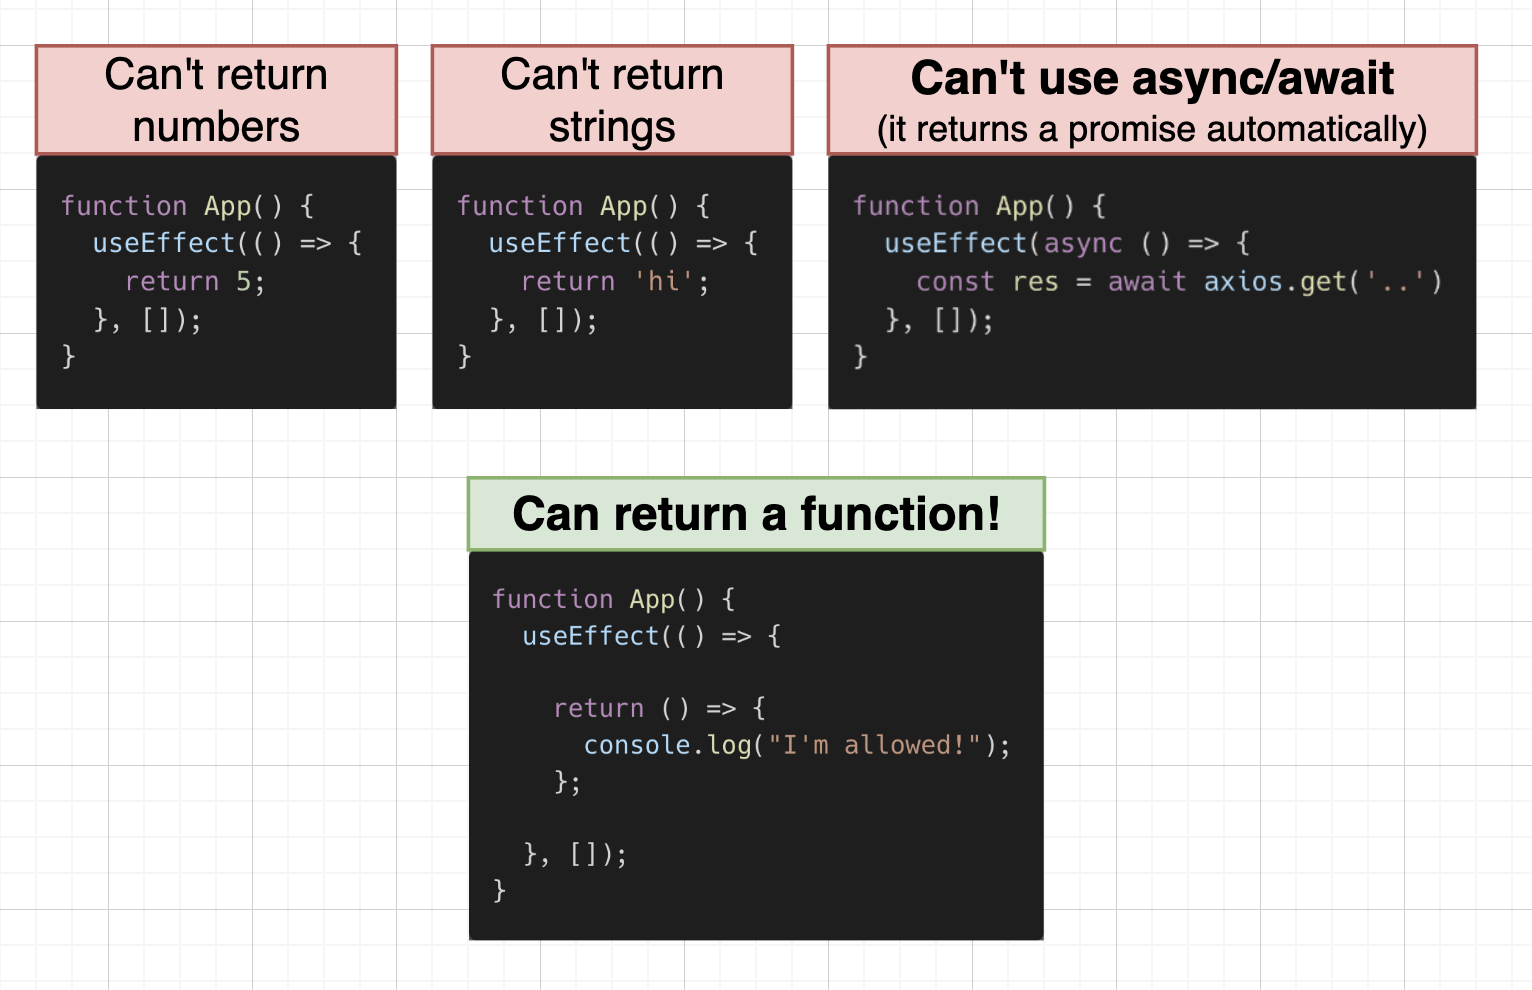 Can't return
numbers
function App() {
  useEffect(() => {
    return 5;
  }, []);
}
Can't return
strings
function App() {
  useEffect(() => {
    return 'hi';
  }, []);
}
Can't use async/await
(it returns a promise automatically)
function App() {
  useEffect(async () => {
    const res = await axios.get('..')
  }, []);
}
Can return a function!
function App() {
  useEffect(() => {
    return () => {
      console.log("I'm allowed!");
    };
  }, []);
}